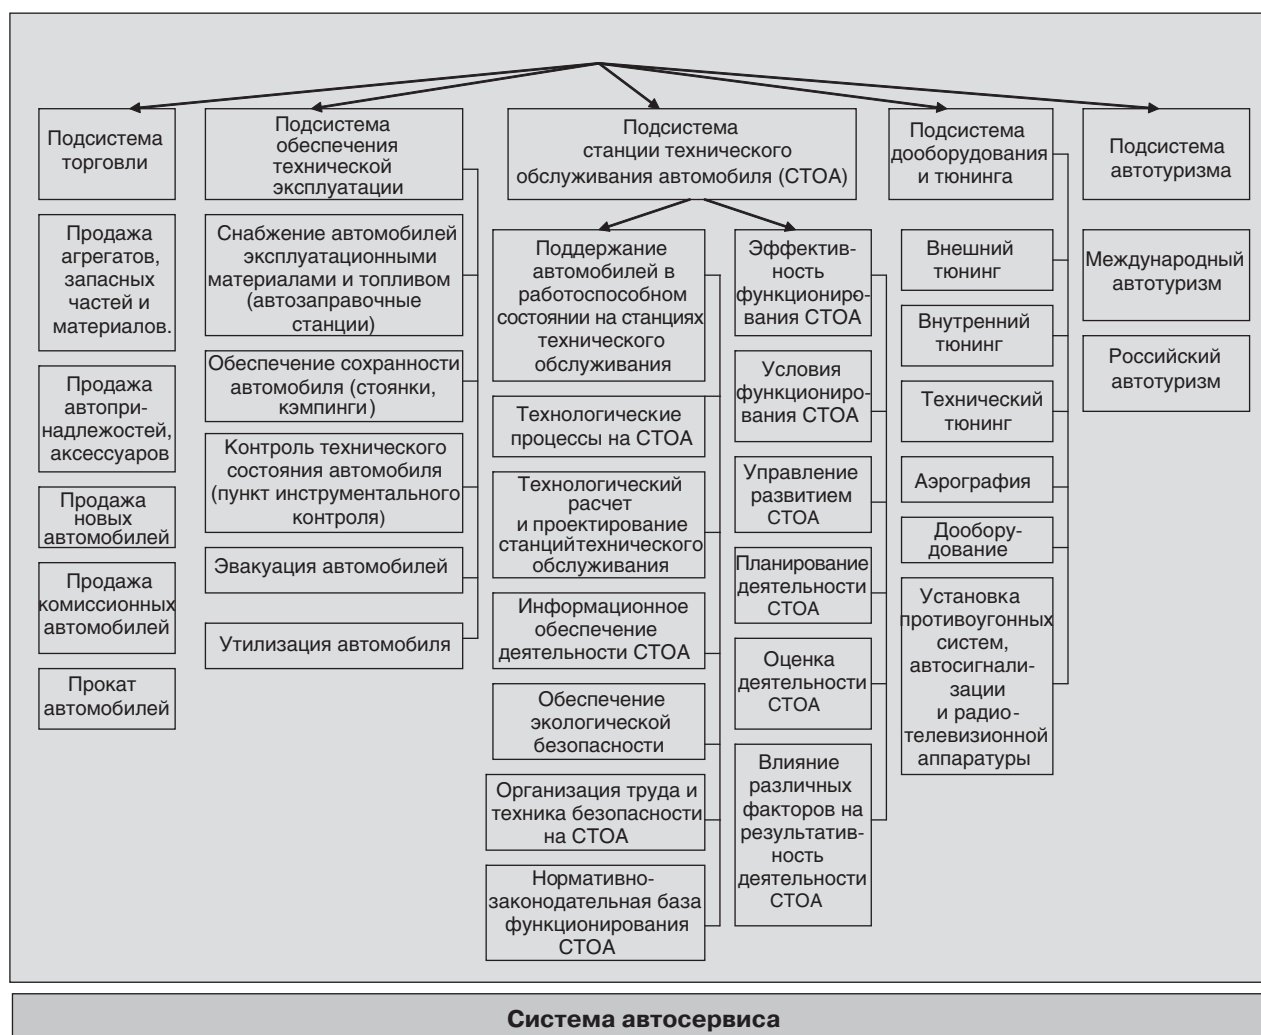 Подсистема
торговли
Продажа
агрегатов,
запасных
частей и
материалов.
Продажа
автопри-
надлежостей,
аксессуаров
Продажа
новых
автомобилей
Продажа
комиссионных
автомобилей
Прокат
автомобилей
Подсистема
обеспечения
технической
эксплуатации
Снабжение автомобилей
эксплуатационными
материалами и топливом
(автозаправочные
станции)
Обеспечение сохранности
автомобиля (стоянки,
кэмпинги)
Контроль технического
состояния автомобиля
(пункт инструментального
контроля)
Эвакуация автомобилей
Утилизация автомобиля
Подсистема
станции технического
обслуживания автомобиля (СТОА)
Поддержание
автомобилей в
работоспособном
состоянии на станциях
технического
обслуживания
Технологические
процессы на СТОА
Технологический
расчет
и проектирование
станцийтехнического
обслуживания
Информационное
обеспечение
деятельности СТОА
Обеспечение
экологической
безопасности
Организация труда и
техника безопасности
на СТОА
Нормативно-
законодательная база
функционирования
СТОА
Эффектив-
ность
функциониро-
вания СТОА
Условия
функциониро-
вания СТОА
Управление
развитием
СТОА
Планирование
деятельности
СТОА
Оценка
деятельности
СТОА
Влияние
различных
факторов на
результатив-
ность
деятельности
СТОА
Подсистема
дооборудования
и тюнинга
Внешний
тюнинг
Внутренний
тюнинг
Технический
тюнинг
Аэрография
Дообору-
дование
Установка
противоугонных
систем,
автосигнали-
зации
и радио-
телевизионной
аппаратуры
Подсистема
автотуризма
Международный
автотуризм
Российский
автотуризм
Система автосервиса